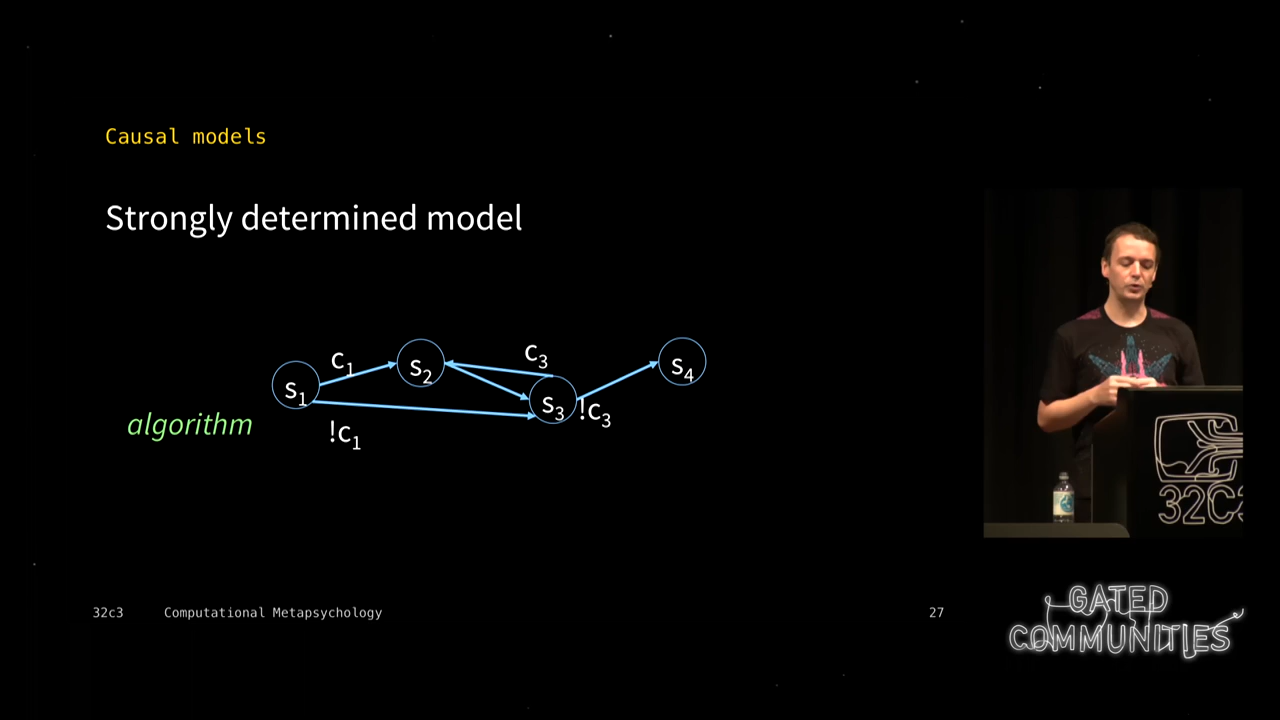 Causal models
Strongly determined model
c1
s1
s2
c3
s3
s4
!c3
!c1
algorithm
32c3 Computational Metapsychology 27
32C3
GATED
COMMUNITIES